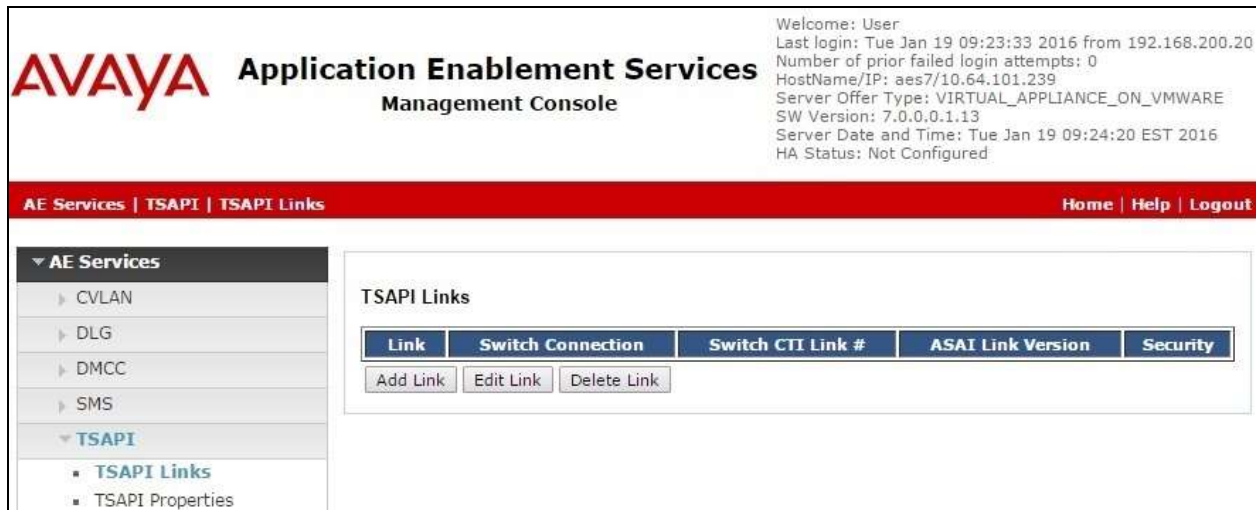 AVAYA
Application Enablement Services
Management Console
Welcome: User
Last login: Tue Jan 19 09:23:33 2016 from 192.168.200.20
Number of prior failed login attempts: 0
HostName/IP: aes7/10.64.101.239
Server Offer Type: VIRTUAL_APPLIANCE_ON_VMWARE
SW Version: 7.0.0.0.1.13
Server Date and Time: Tue Jan 19 09:24:20 EST 2016
HA Status: Not Configured
AE Services | TSAPI | TSAPI Links
Home | Help | Logout
AE Services
CVLAN
DLG
DMCC
SMS
TSAPI
TSAPI Links
TSAPI Properties
TSAPI Links
Link Switch Connection Switch CTI Link # ASAI Link Version Security
Add Link Edit Link Delete Link